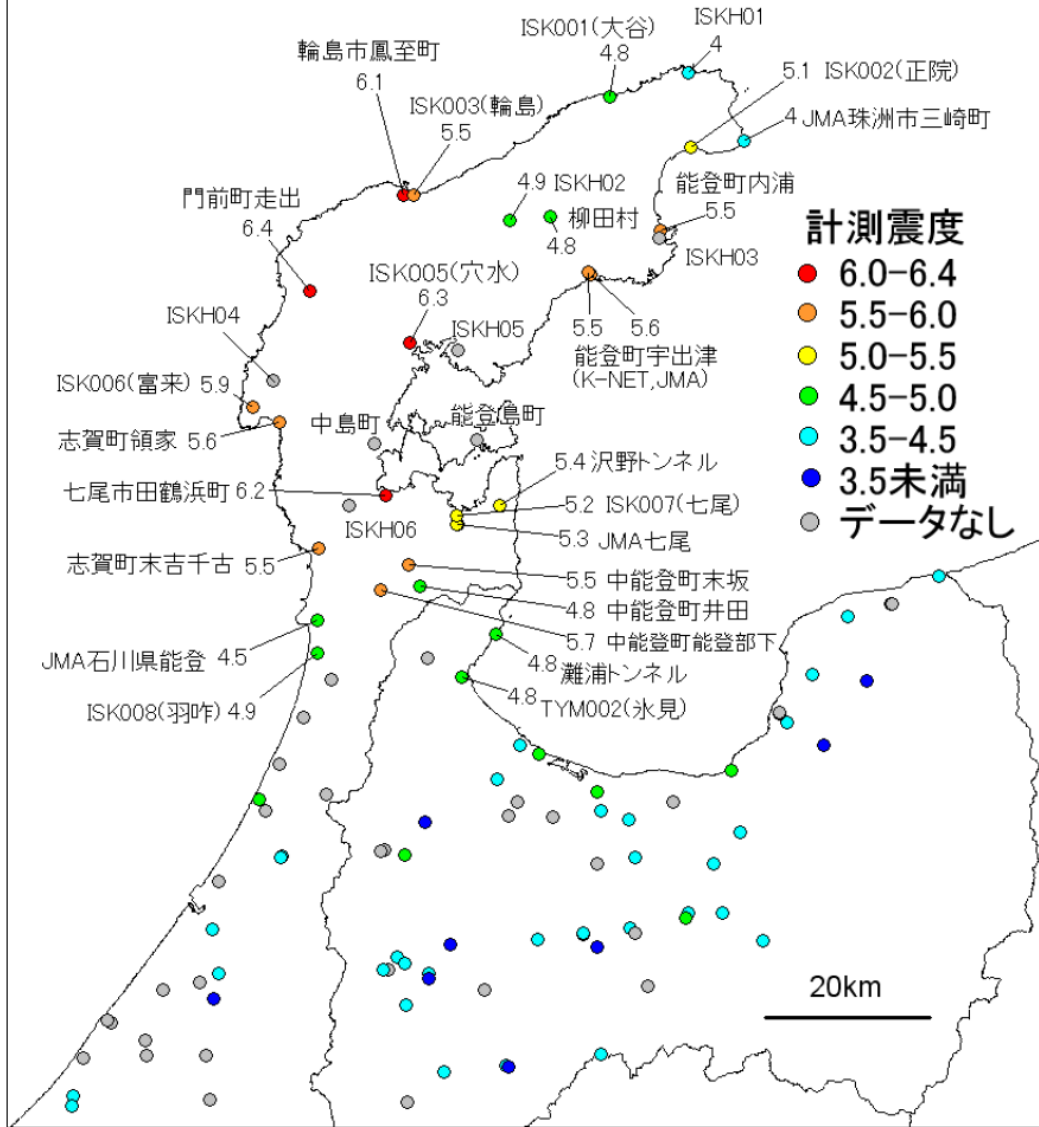 ISKH01
4
ISK001(大谷)
4.8
輪島市鳳至町
6.1
5.1 ISK002(正院)
ISK003(輪島)
5.5
4 JMA珠洲市三崎町
門前町走出
6.4
4.9 ISKH02
柳田村
4.8
能登町内浦
5.5
ISKH03
計測震度
6.0−6.4
5.5−6.0
5.0−5.5
4.5−5.0
3.5−4.5
3.5未満
データなし
ISK005(穴水)
6.3
ISKH05
ISKH04
5.5
5.6
能登町宇出津
(K-NET,JMA)
ISK006(富来) 5.9
志賀町領家 5.6
中島町
能登島町
5.4 沢野トンネル
七尾市田鶴浜町 6.2
5.2 ISK007(七尾)
ISKH06
5.3 JMA七尾
志賀町末吉千古 5.5
5.5 中能登町末坂
4.8 中能登町井田
5.7 中能登町能登部下
JMA石川県能登 4.5
4.8 灘浦トンネル
ISK008(羽咋) 4.9
4.8 TYM002(氷見)
20km